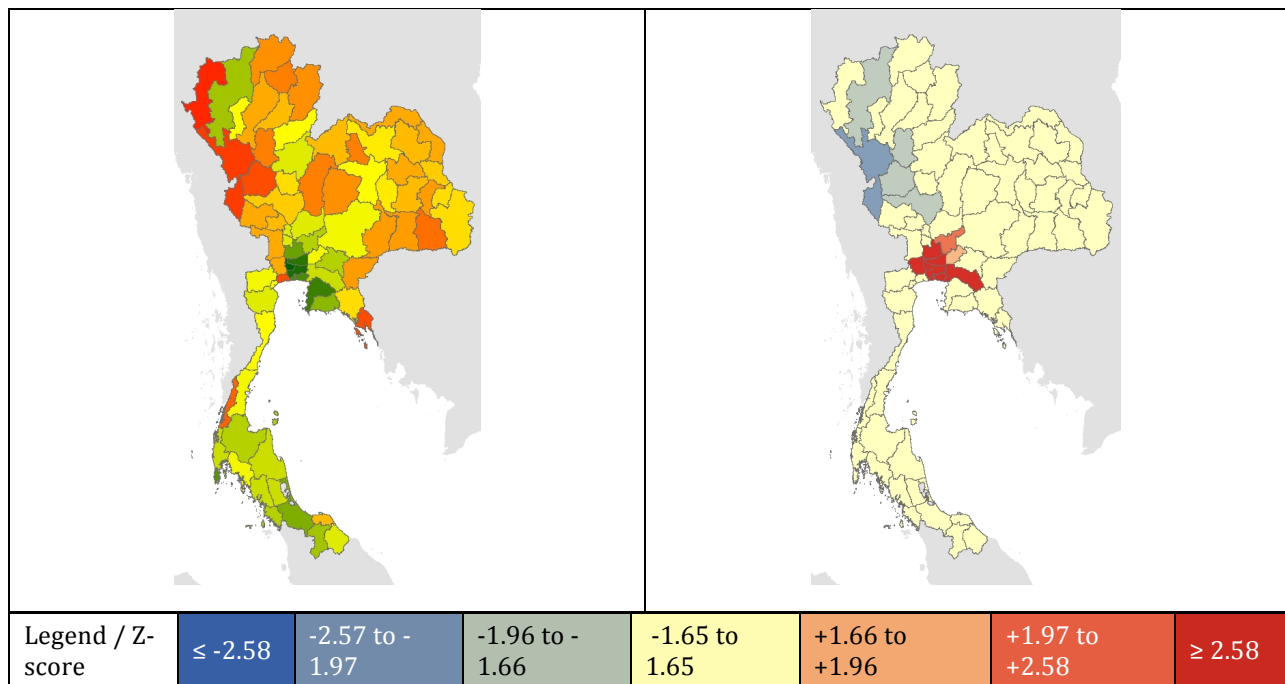 Legend / Z-
score
≤ -2.58
-2.57 to -
1.97
-1.96 to -
1.66
-1.65 to
1.65
+1.66 to
+1.96
+1.97 to
+2.58
≥ 2.58